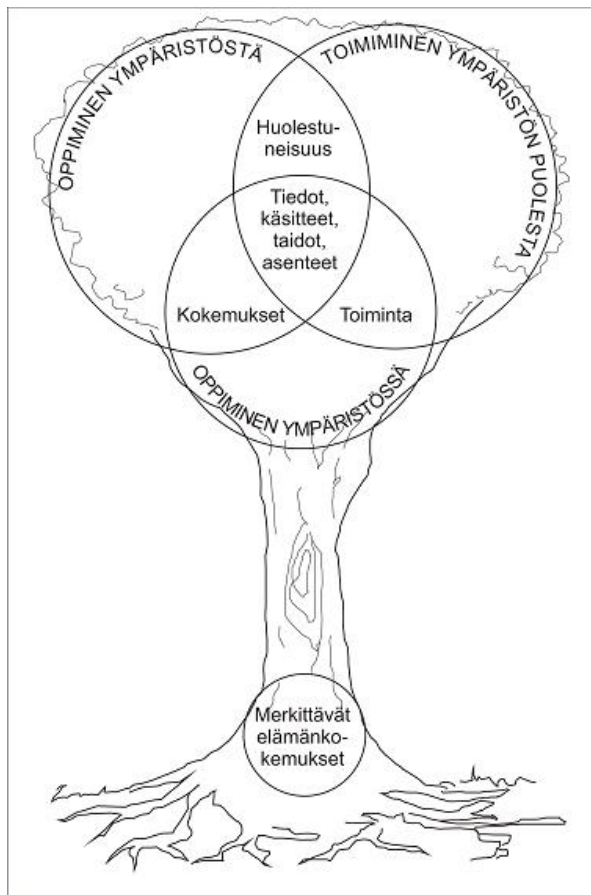 OPPIMINEN YMPÄRISTÖSTÄ
TOIMIMINEN YMPÄRISTÖN PUOLESTA
Huolestu-
neisuus
Tiedot,
käsitteet,
taidot,
asenteet
Kokemukset
Toiminta
OPPIMINEN YMPÄRISTÖSSÄ
Merkittävät
elämänko-
kemukset